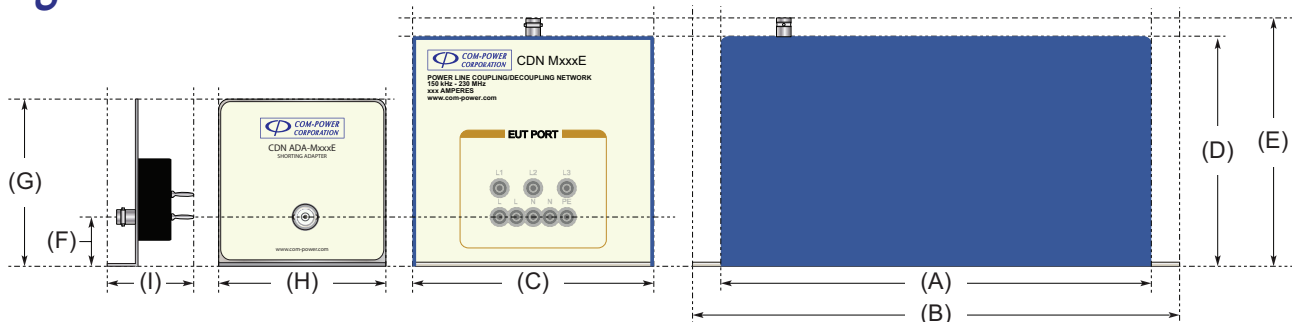 COM-POWER
CORPORATION
CDN MxxxE
POWER LINE COUPLING/DECOUPLING NETWORK
150 kHz - 230 MHz
xxx AMPERES
www.com-power.com
EUT PORT
L1 L2 L3
L L N N PE
COM-POWER
CORPORATION
CDN ADA-MxxxE
SHORTING ADAPTER
www.com-power.com
(G)
(F)
(I)
(H)
(C)
(A)
(B)
(D)
(E)